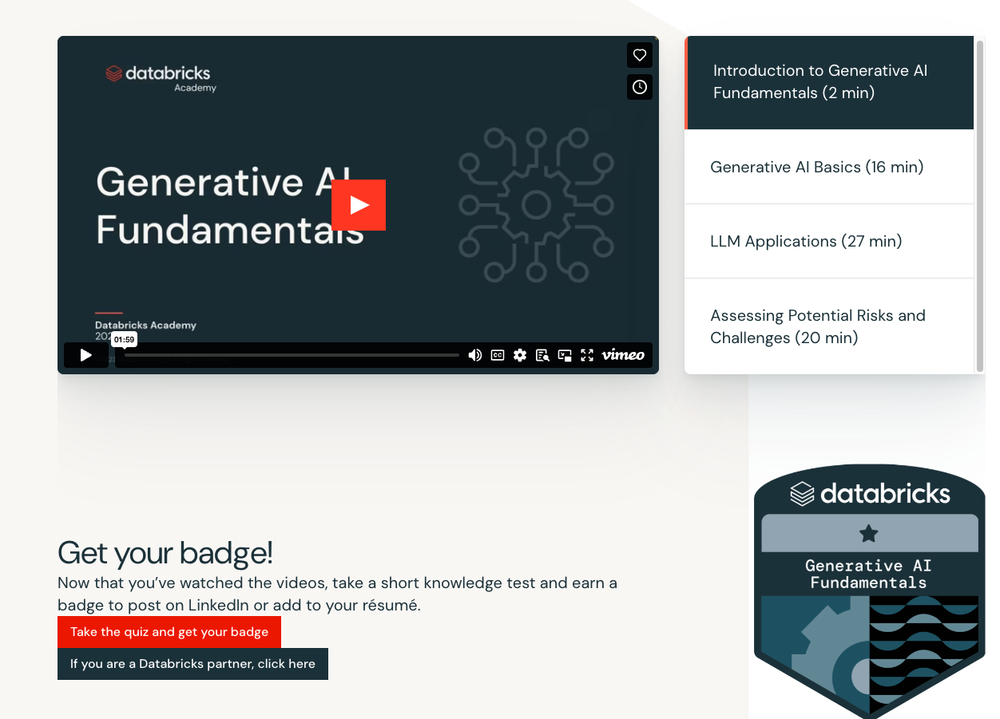 databricks
Academy
Generative AI
Fundamentals
Databricks Academy
202
01:59
CC
vimeo
Introduction to Generative AI
Fundamentals (2 min)
Generative AI Basics (16 min)
LLM Applications (27 min)
Assessing Potential Risks and
Challenges (20 min)
Get your badge!
Now that you’ve watched the videos, take a short knowledge test and earn a
badge to post on LinkedIn or add to your résumé.
Take the quiz and get your badge
If you are a Databricks partner, click here
databricks
Generative AI
Fundamentals